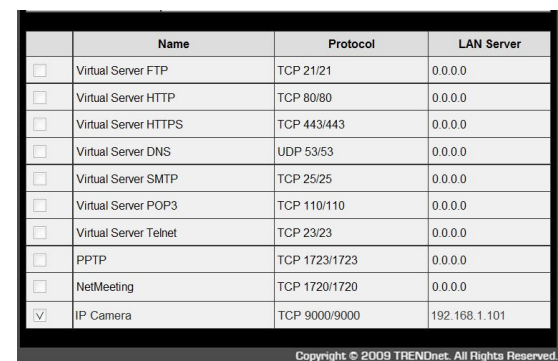 Name Protocol LAN Server
Virtual Server FTP TCP 21/21 0.0.0.0
Virtual Server HTTP TCP 80/80 0.0.0.0
Virtual Server HTTPS TCP 443/443 0.0.0.0
Virtual Server DNS UDP 53/53 0.0.0.0
Virtual Server SMTP TCP 25/25 0.0.0.0
Virtual Server POP3 TCP 110/110 0.0.0.0
Virtual Server Telnet TCP 23/23 0.0.0.0
PPTP TCP 1723/1723 0.0.0.0
NetMeeting TCP 1720/1720 0.0.0.0
IP Camera TCP 9000/9000 192.168.1.101
Copyright © 2009 TRENDnet. All Rights Reserved.